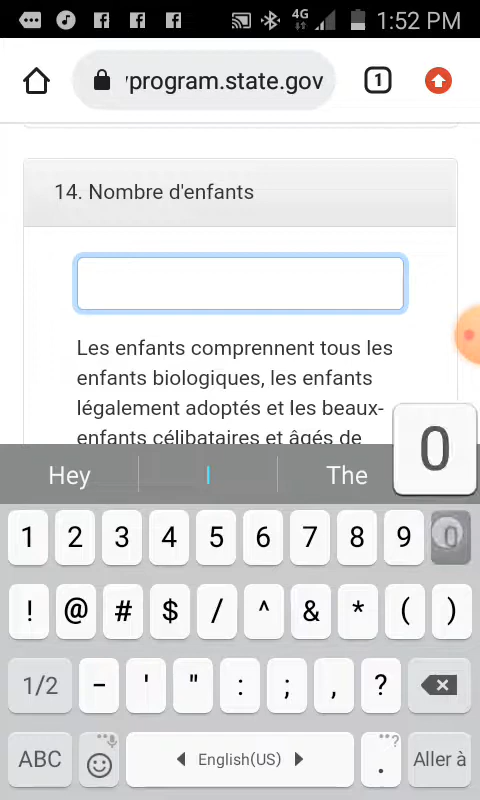 4G 1:52 PM
program.state.gov 1
14. Nombre d'enfants
Les enfants comprennent tous les
enfants biologiques, les enfants
légalement adoptés et les beaux-
enfants célibataires et âgés de
0
Hey I The
1 2 3 4 5 6 7 8 9 0
! @ # $ / ^ & * ( )
1/2 - ' " : ; , ?
ABC English(US) . Aller à